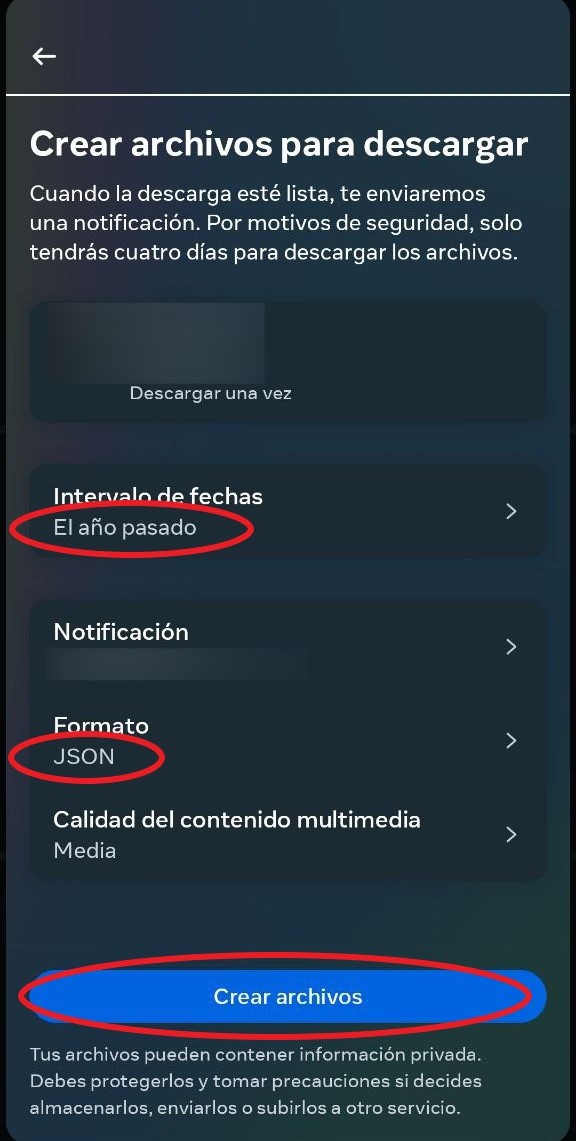 Crear archivos para descargar
Cuando la descarga esté lista, te enviaremos
una notificación. Por motivos de seguridad, solo
tendrás cuatro días para descargar los archivos.
Descargar una vez
Intervalo de fechas
El año pasado
Notificación
Formato
JSON
Calidad del contenido multimedia
Media
Crear archivos
Tus archivos pueden contener información privada.
Debes protegerlos y tomar precauciones si decides
almacenarlos, enviarlos o subirlos a otro servicio.